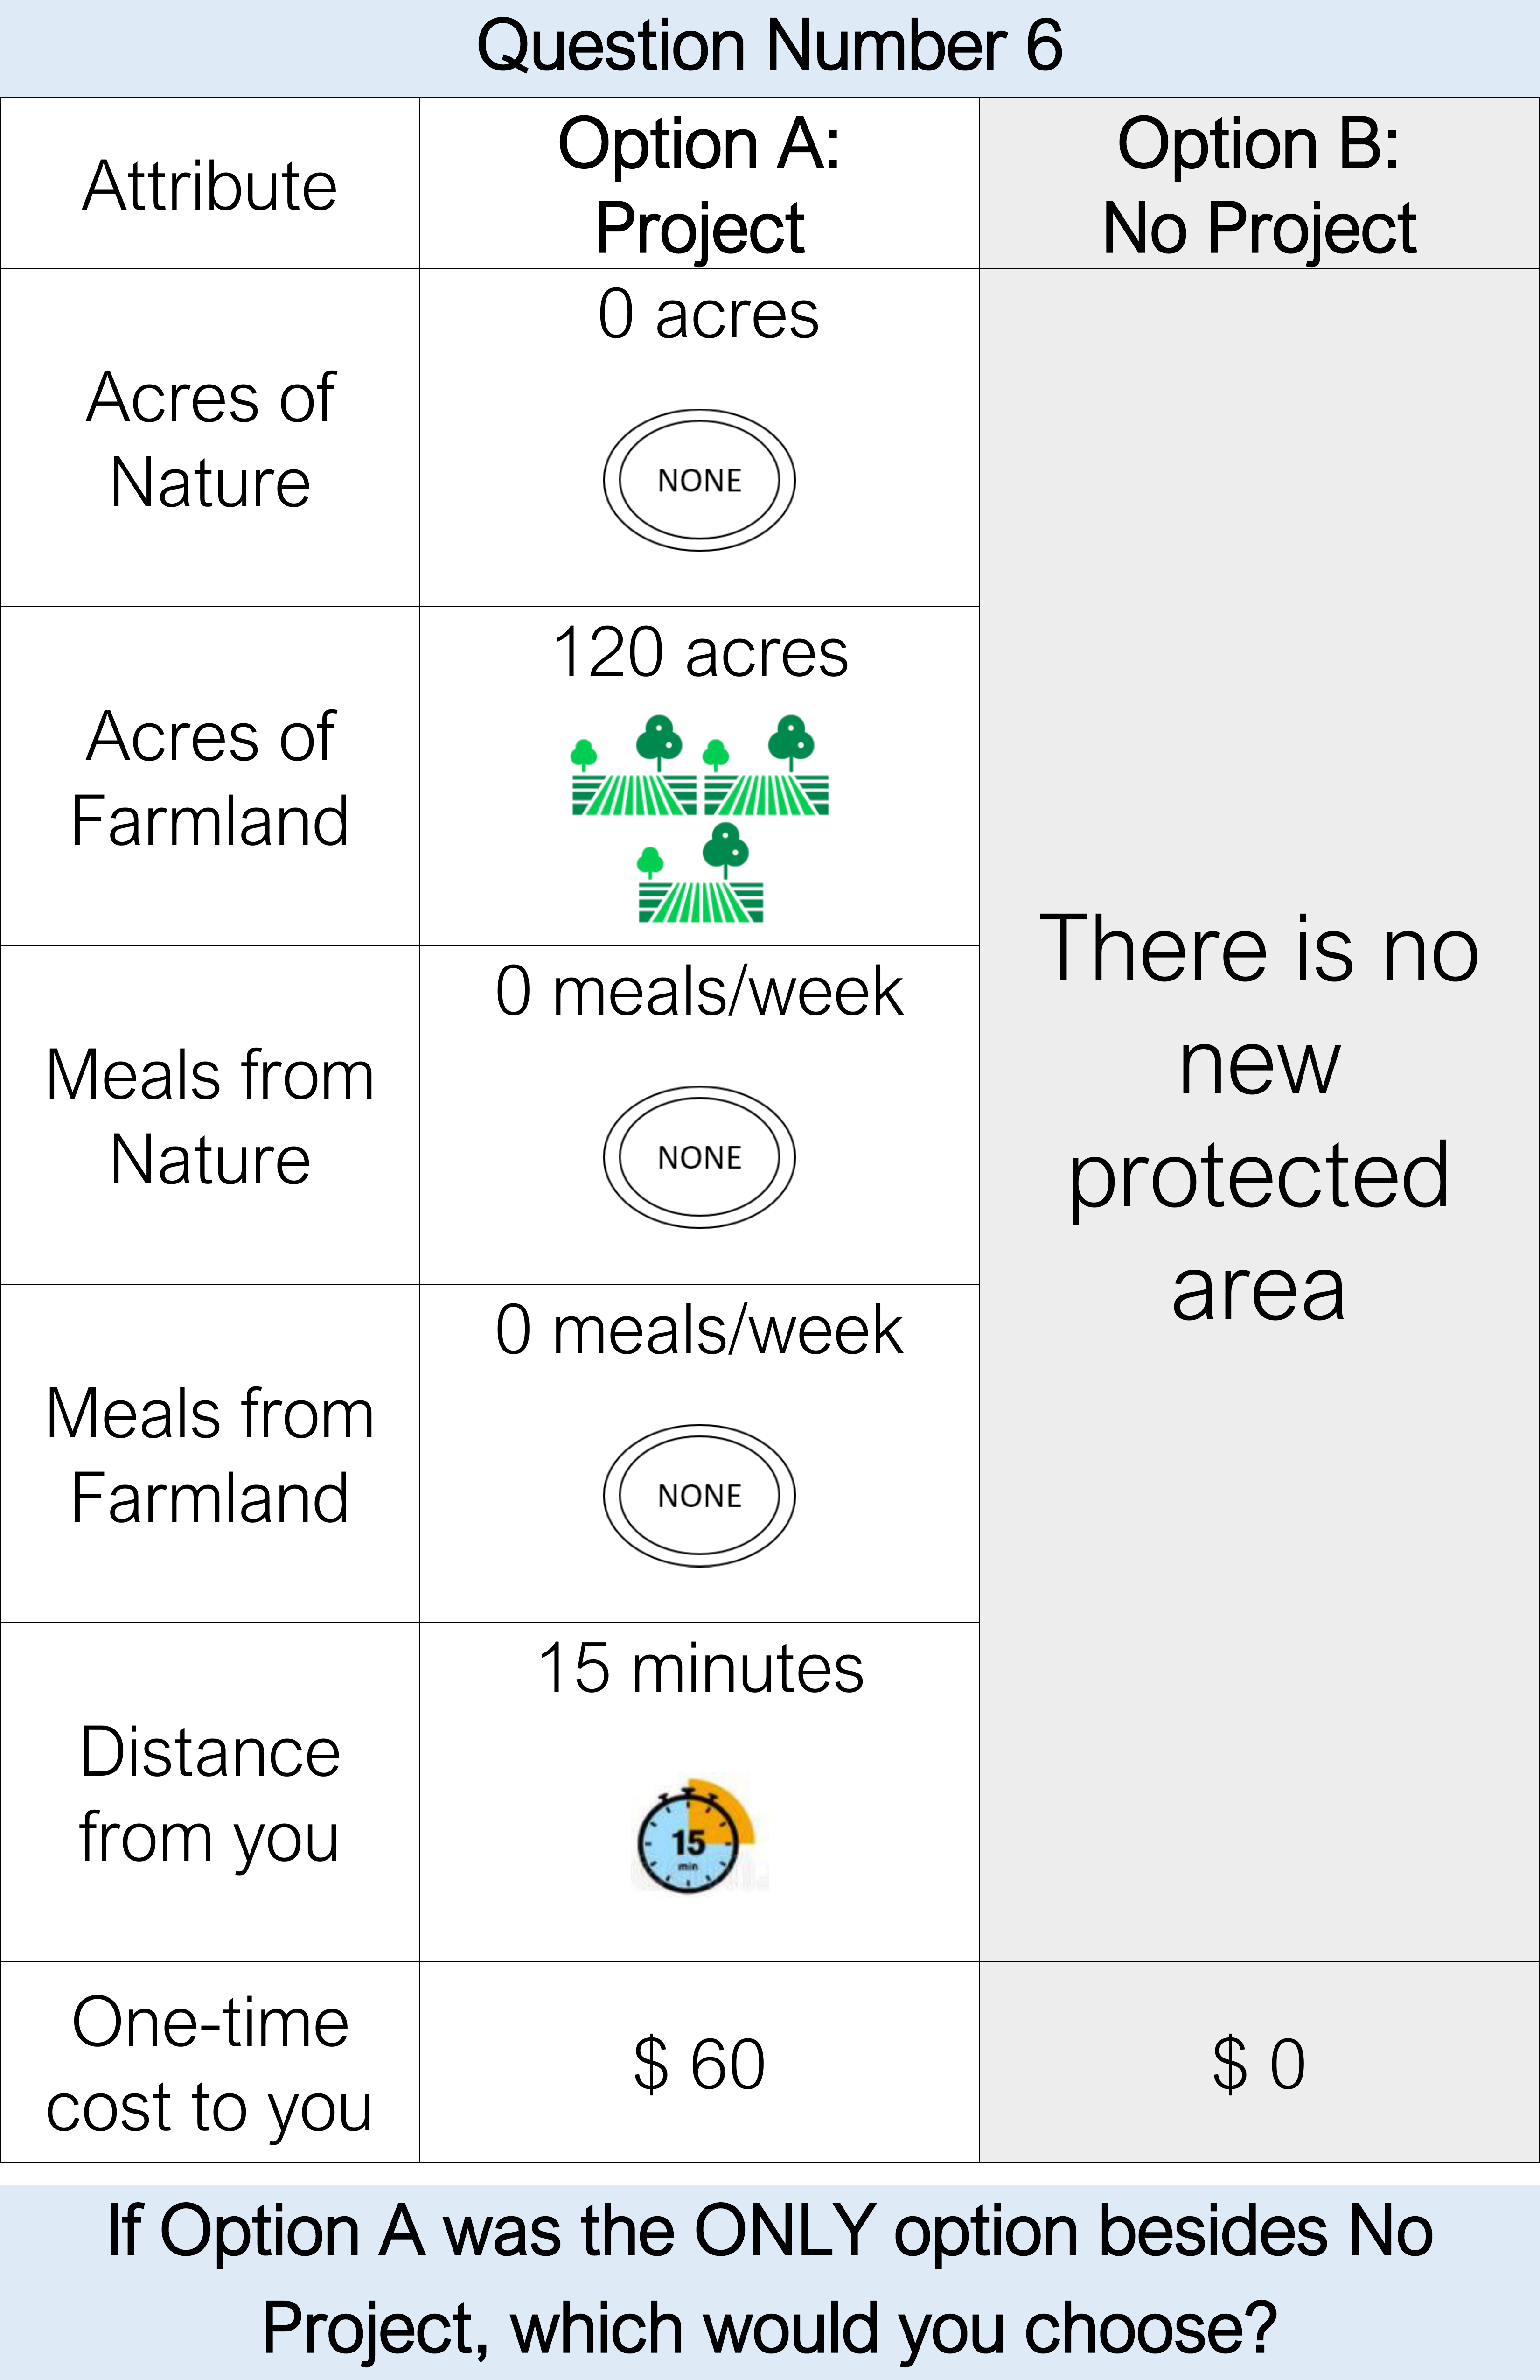 Question Number 6
Attribute
Option A:
Project
Option B:
No Project
Acres of
Nature
0 acres
NONE
Acres of
Farmland
120 acres
Meals from
Nature
0 meals/week
NONE
Meals from
Farmland
0 meals/week
NONE
Distance
from you
15 minutes
15
min
There is no
new
protected
area
One-time
cost to you
$ 60
$ 0
If Option A was the ONLY option besides No
Project, which would you choose?